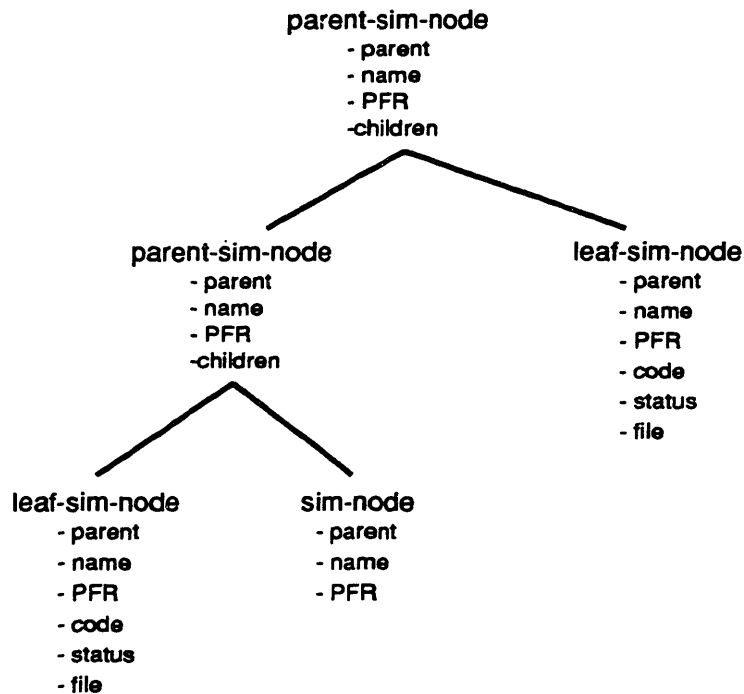 parent-sim-node
- parent
- name
- PFR
-children
parent-sim-node
- parent
- name
- PFR
-children
leaf-sim-node
- parent
- name
- PFR
- code
- status
- file
leaf-sim-node
- parent
- name
- PFR
- code
- status
- file
sim-node
- parent
- name
- PFR